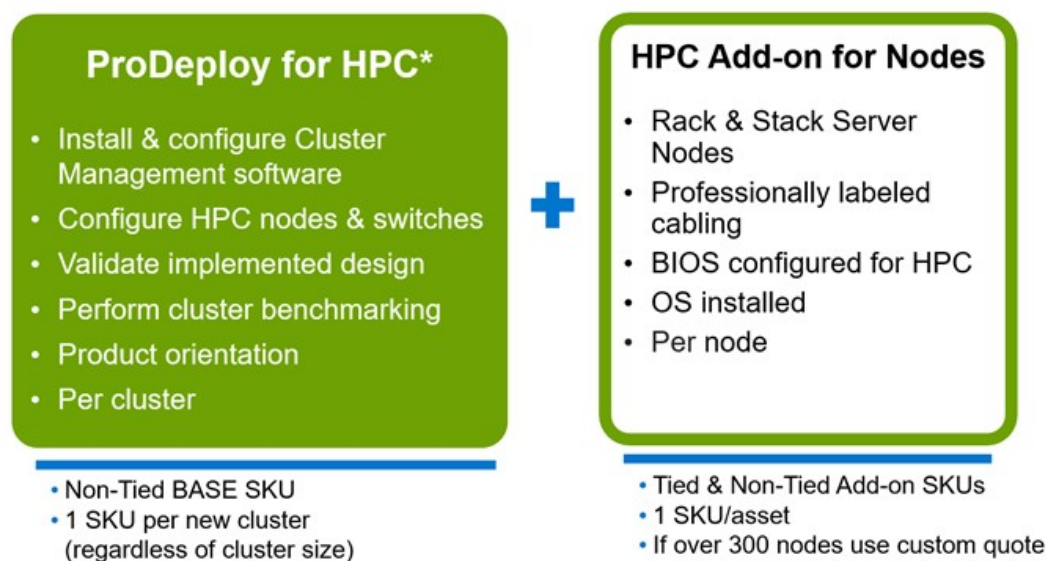 ProDeploy for HPC*
• Install & configure Cluster
Management software
• Configure HPC nodes & switches
• Validate implemented design
• Perform cluster benchmarking
• Product orientation
• Per cluster
• Non-Tied BASE SKU
• 1 SKU per new cluster
(regardless of cluster size)
+
HPC Add-on for Nodes
• Rack & Stack Server
Nodes
• Professionally labeled
cabling
• BIOS configured for HPC
• OS installed
• Per node
• Tied & Non-Tied Add-on SKUs
• 1 SKU/asset
• If over 300 nodes use custom quote